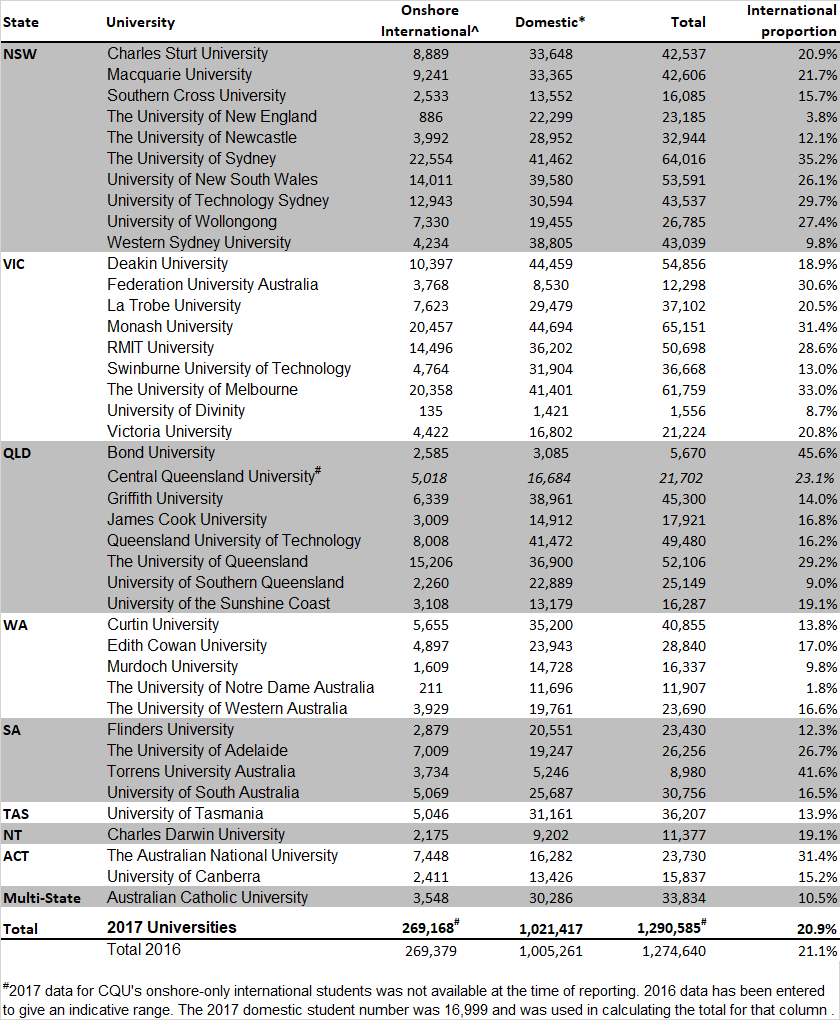 State University Onshore International^ Domestic* Total International proportion
NSW Charles Sturt University 8,889 33,648 42,537 20.9%
Macquarie University 9,241 33,365 42,606 21.7%
Southern Cross University 2,533 13,552 16,085 15.7%
The University of New England 886 22,299 23,185 3.8%
The University of Newcastle 3,992 28,952 32,944 12.1%
The University of Sydney 22,554 41,462 64,016 35.2%
University of New South Wales 14,011 39,580 53,591 26.1%
University of Technology Sydney 12,943 30,594 43,537 29.7%
University of Wollongong 7,330 19,455 26,785 27.4%
Western Sydney University 4,234 38,805 43,039 9.8%
VIC Deakin University 10,397 44,459 54,856 18.9%
Federation University Australia 3,768 8,530 12,298 30.6%
La Trobe University 7,623 29,479 37,102 20.5%
Monash University 20,457 44,694 65,151 31.4%
RMIT University 14,496 36,202 50,698 28.6%
Swinburne University of Technology 4,764 31,904 36,668 13.0%
The University of Melbourne 20,358 41,401 61,759 33.0%
University of Divinity 135 1,421 1,556 8.7%
Victoria University 4,422 16,802 21,224 20.8%
QLD Bond University 2,585 3,085 5,670 45.6%
Central Queensland University# 5,018 16,684 21,702 23.1%
Griffith University 6,339 38,961 45,300 14.0%
James Cook University 3,009 14,912 17,921 16.8%
Queensland University of Technology 8,008 41,472 49,480 16.2%
The University of Queensland 15,206 36,900 52,106 29.2%
University of Southern Queensland 2,260 22,889 25,149 9.0%
University of the Sunshine Coast 3,108 13,179 16,287 19.1%
WA Curtin University 5,655 35,200 40,855 13.8%
Edith Cowan University 4,897 23,943 28,840 17.0%
Murdoch University 1,609 14,728 16,337 9.8%
The University of Notre Dame Australia 211 11,696 11,907 1.8%
The University of Western Australia 3,929 19,761 23,690 16.6%
SA Flinders University 2,879 20,551 23,430 12.3%
The University of Adelaide 7,009 19,247 26,256 26.7%
Torrens University Australia 3,734 5,246 8,980 41.6%
University of South Australia 5,069 25,687 30,756 16.5%
TAS University of Tasmania 5,046 31,161 36,207 13.9%
NT Charles Darwin University 2,175 9,202 11,377 19.1%
ACT The Australian National University 7,448 16,282 23,730 31.4%
University of Canberra 2,411 13,426 15,837 15.2%
Multi-State Australian Catholic University 3,548 30,286 33,834 10.5%
Total 2017 Universities 269,168# 1,021,417 1,290,585# 20.9%
Total 2016 269,379 1,005,261 1,274,640 21.1%
#2017 data for CQU's onshore-only international students was not available at the time of reporting. 2016 data has been entered
to give an indicative range. The 2017 domestic student number was 16,999 and was used in calculating the total for that column .